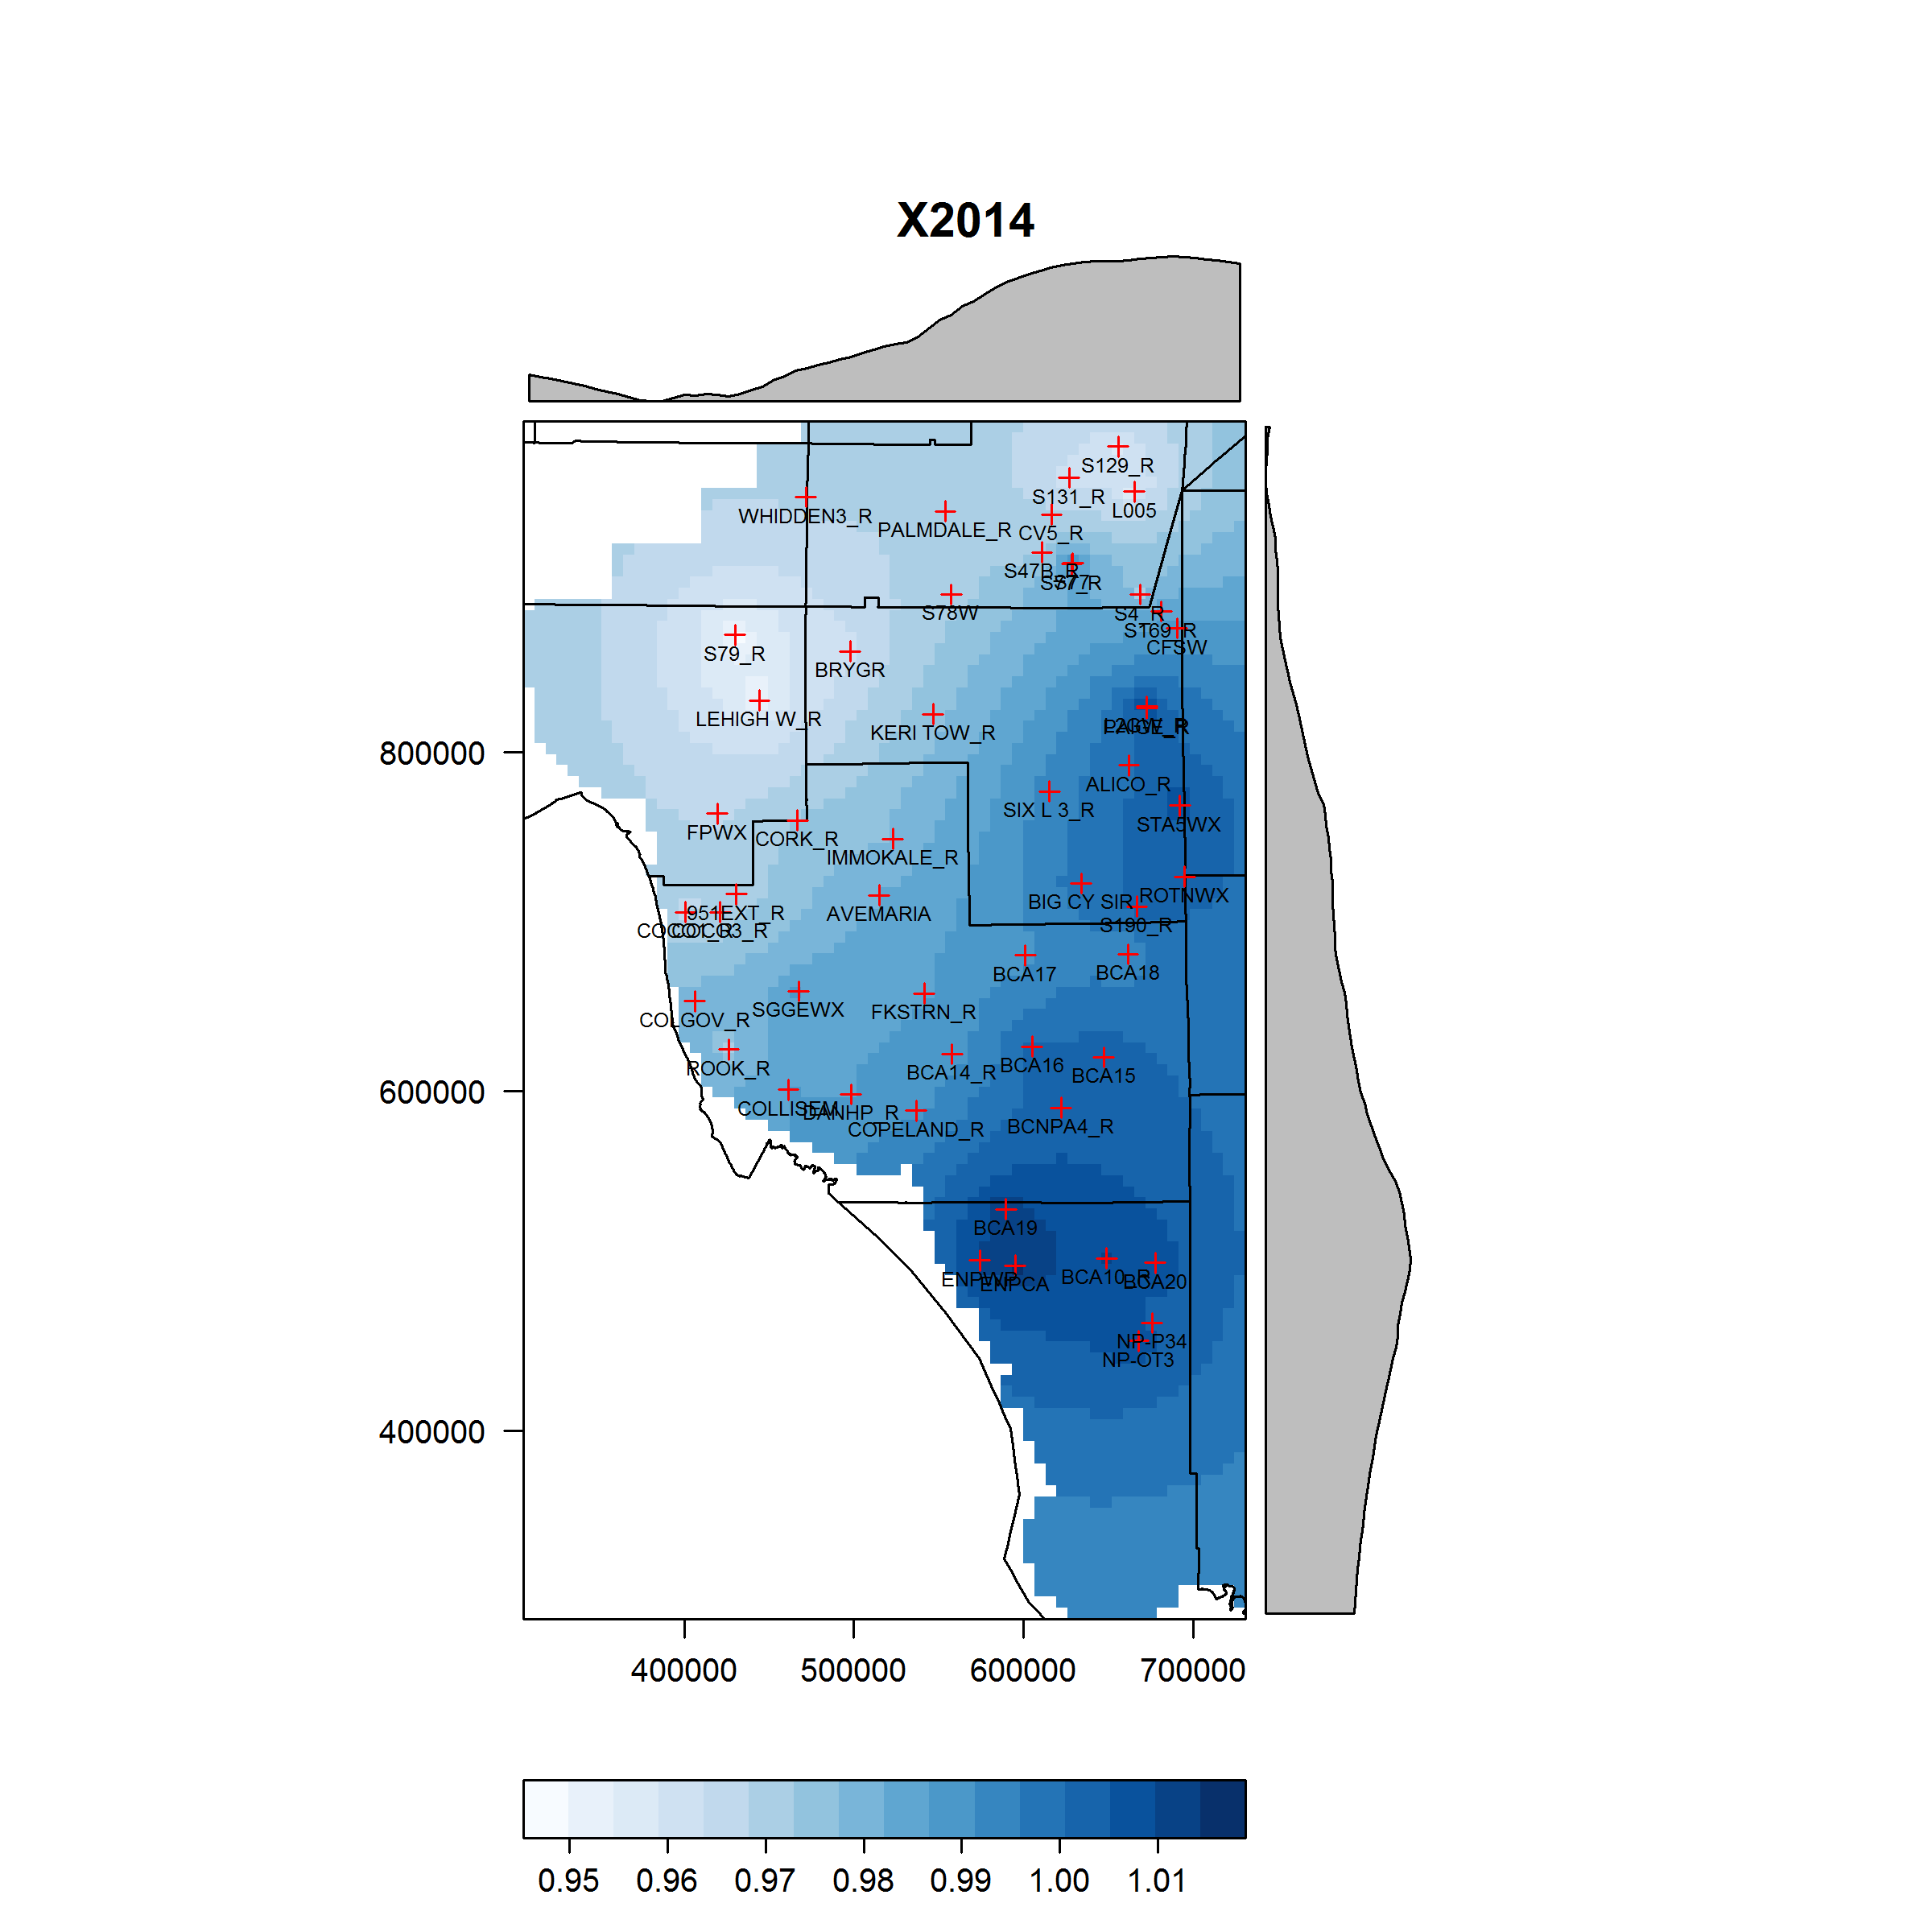 X2014
S129_R
S131_R
L005
WHIDDEN3_R
PALMDALE_R
CV5_R
S47B_R
S77_R
S77
S78W
S4_R
S169_R
CFSW
S79_R
BRYGR
LEHIGH W_R
KERI TOW_R
PAIGE_R
800000
ALICO_R
SIX L 3_R
STA5WX
FPWX
CORK_R
IMMOKALE_R
BIG CY SIR
ROTNWX
951EXT_R
AVEMARIA
S190_R
COCO1_R
COCO3_R
BCA17
BCA18
SGGEWX
FKSTRN_R
COLGOV_R
ROOK_R
BCA14_R
BCA16
BCA15
600000
COLLISEM
DANHP_R
COPELAND_R
BCNPA4_R
BCA19
ENPWP
ENPCA
BCA10_R
BCA20
NP-P34
NP-OT3
400000
400000 500000 600000 700000
0.95 0.96 0.97 0.98 0.99 1.00 1.01